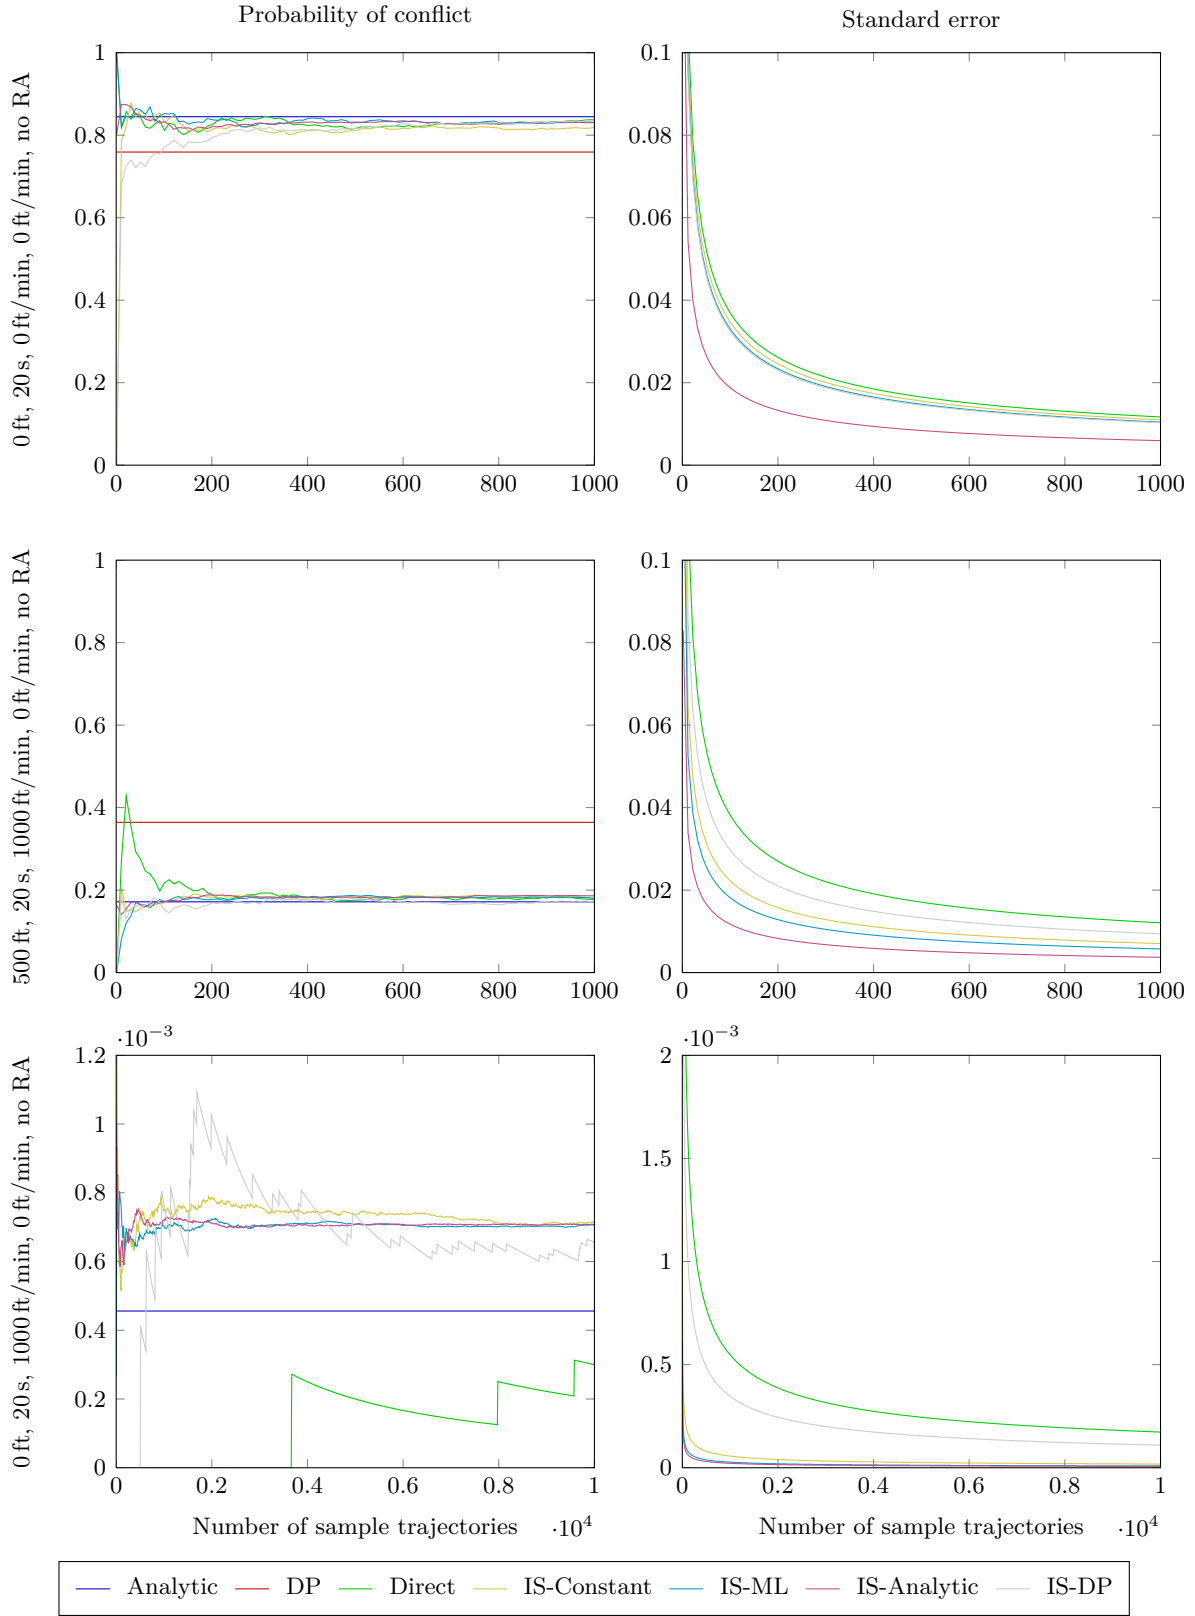 Probability of conflict
Standard error
0 ft, 20 s, 0 ft/min, 0 ft/min, no RA
1
0.8
0.6
0.4
0.2
0
0 200 400 600 800 1000
0.1
0.08
0.06
0.04
0.02
0
0 200 400 600 800 1000
500 ft, 20 s, 1000 ft/min, 0 ft/min, no RA
1
0.8
0.6
0.4
0.2
0
0 200 400 600 800 1000
0.1
0.08
0.06
0.04
0.02
0
0 200 400 600 800 1000
0 ft, 20 s, 1000 ft/min, 0 ft/min, no RA
·10⁻³
1.2
1
0.8
0.6
0.4
0.2
0
0 0.2 0.4 0.6 0.8 1
Number of sample trajectories ·10⁴
·10⁻³
2
1.5
1
0.5
0
0 0.2 0.4 0.6 0.8 1
Number of sample trajectories ·10⁴
Analytic DP Direct IS-Constant IS-ML IS-Analytic IS-DP